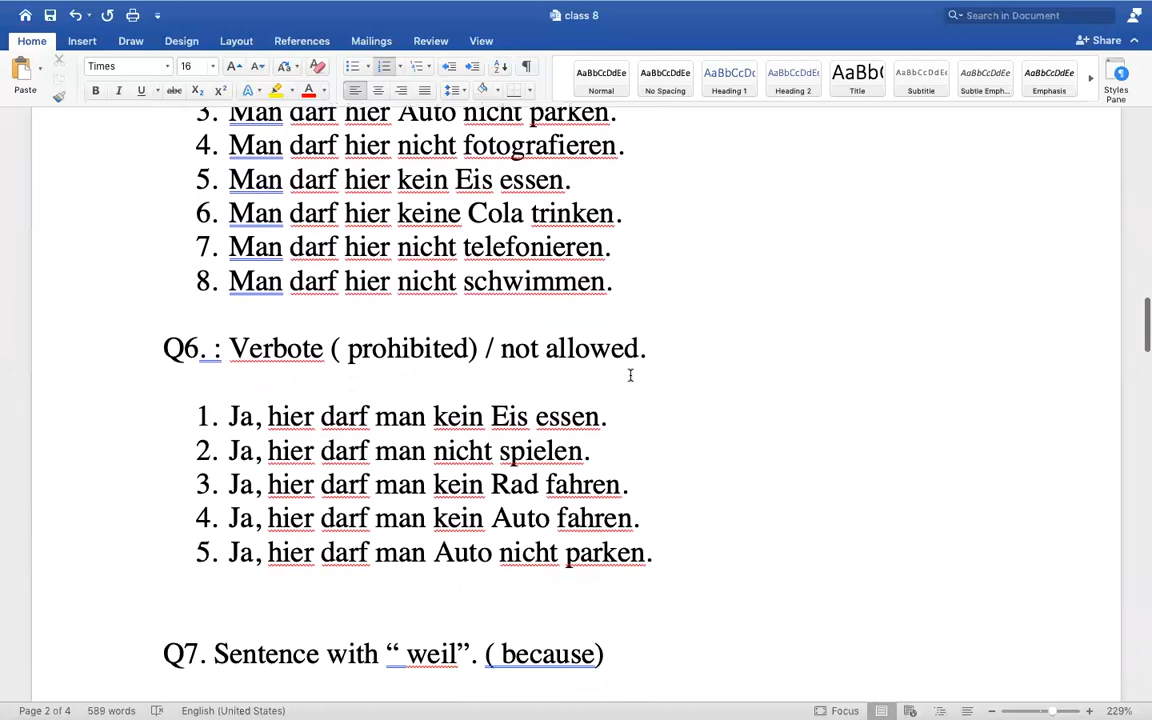 class 8
Search in Document
Home Insert Draw Design Layout References Mailings Review View
Share
Paste
Times
16
AaBbCcDdEe AaBbCcDdEe AaBbCcDc AaBbCcDdEe AaBb( AaBbCcDdEe AaBbCcDdEe AaBbCcDdEe
Normal No Spacing Heading 1 Heading 2 Title Subtitle Subtle Emph... Emphasis
Styles
Pane
3. Man darf hier Auto nicht parken.
4. Man darf hier nicht fotografieren.
5. Man darf hier kein Eis essen.
6. Man darf hier keine Cola trinken.
7. Man darf hier nicht telefonieren.
8. Man darf hier nicht schwimmen.
Q6. : Verbote ( prohibited) / not allowed.
1. Ja, hier darf man kein Eis essen.
2. Ja, hier darf man nicht spielen.
3. Ja, hier darf man kein Rad fahren.
4. Ja, hier darf man kein Auto fahren.
5. Ja, hier darf man Auto nicht parken.
Q7. Sentence with “ weil”. ( because)
Page 2 of 4 589 words English (United States) Focus 229%